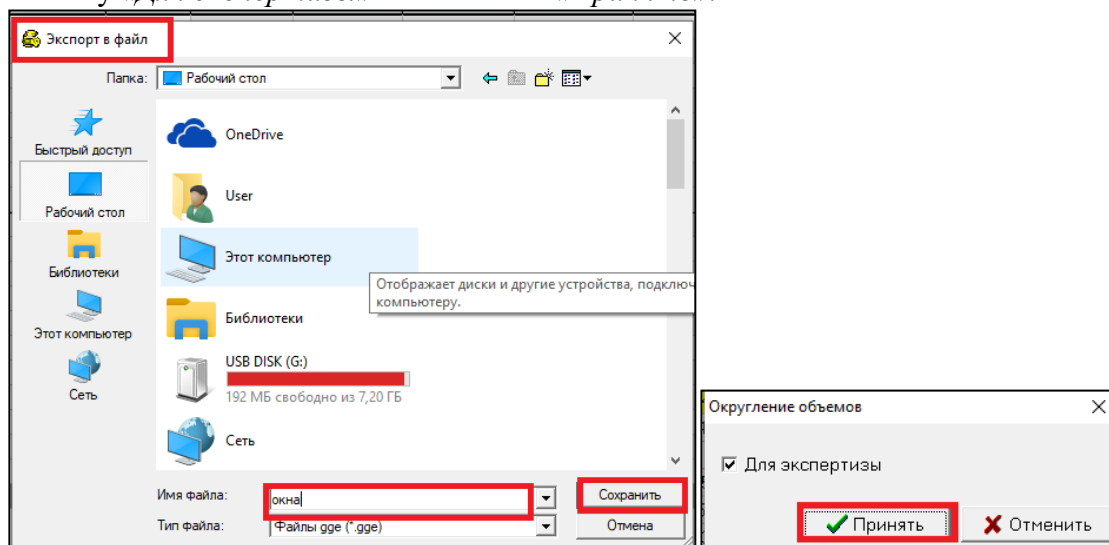 Экспорт в файл
Папка:
Рабочий стол
Быстрый доступ
Рабочий стол
Библиотеки
Этот компьютер
Сеть
OneDrive
User
Этот компьютер
Отображает диски и другие устройства, подключ
компьютеру.
Библиотеки
USB DISK (G:)
192 МБ свободно из 7,20 ГБ
Сеть
Имя файла:
окна
Сохранить
Тип файла:
Файлы gge (*.gge)
Отмена
Округление объемов
Для экспертизы
Принять
Отменить